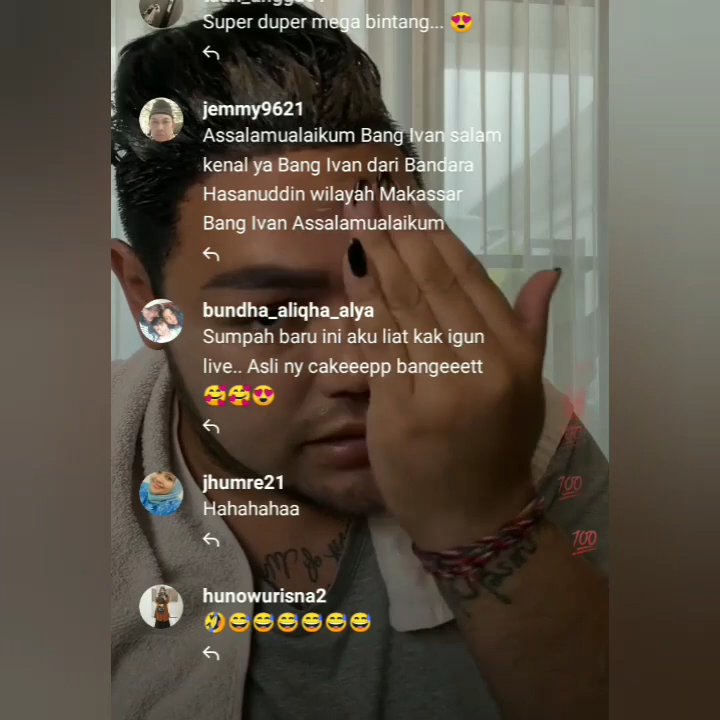 Super duper mega bintang... 😍
jemmy9621
Assalamualaikum Bang Ivan salam
kenal ya Bang Ivan dari Bandara
Hasanuddin wilayah Makassar
Bang Ivan Assalamualaikum
bundha_aliqha_alya
Sumpah baru ini aku liat kak igun
live.. Asli ny cakeeepp bangeeett
🥰🥰😍
jhumre21
Hahahahaa
hunowurisna2
🤣😅😅😅😅😅😅
💯
💯